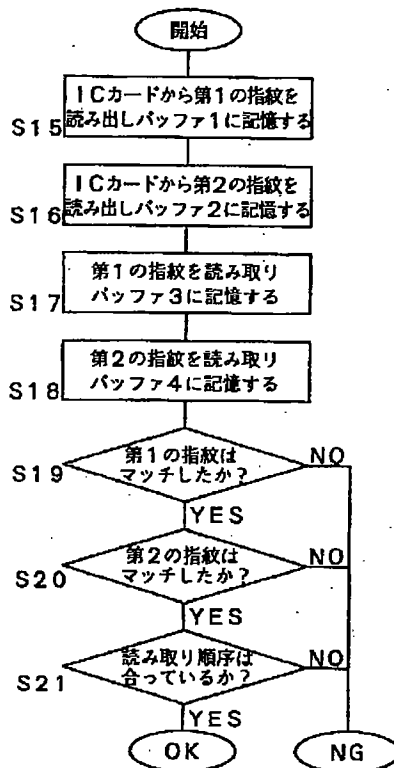 開始
ICカードから第1の指紋を
読み出しバッファ1に記憶する
S15
ICカードから第2の指紋を
読み出しバッファ2に記憶する
S16
第1の指紋を読み取り
バッファ3に記憶する
S17
第2の指紋を読み取り
バッファ4に記憶する
S18
第1の指紋は
マッチしたか?
NO
S19
YES
第2の指紋は
マッチしたか?
NO
S20
YES
読み取り順序は
合っているか?
NO
S21
YES
OK
NG